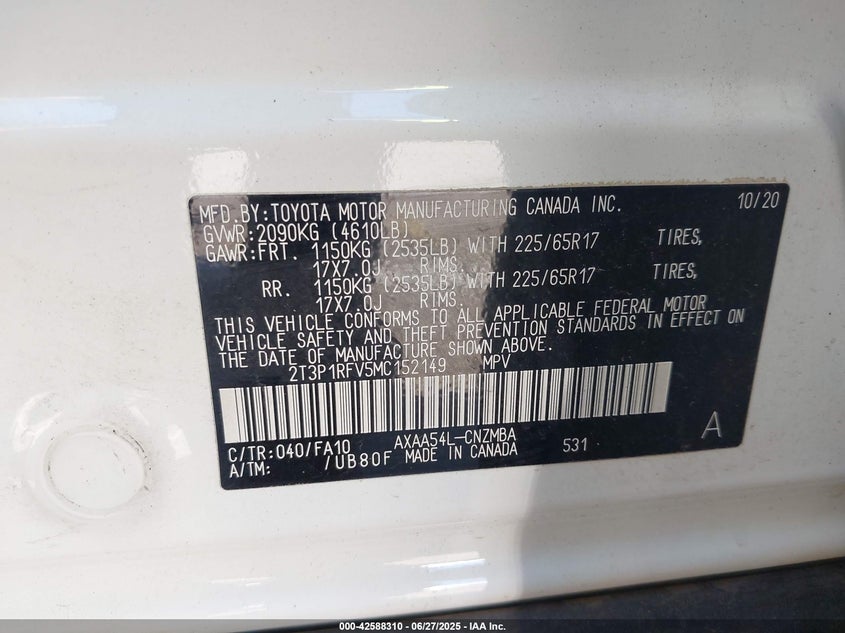 MFD.BY:TOYOTA MOTOR MANUFACTURING CANADA INC. 10/20
GVWR:2090KG (4610LB)
GAWR:FRT. 1150KG (2535LB) WITH 225/65R17 TIRES,
17X7.0J RIMS.
RR. 1150KG (2535LB) WITH 225/65R17 TIRES,
17X7.0J RIMS.
THIS VEHICLE CONFORMS TO ALL APPLICABLE FEDERAL MOTOR
VEHICLE SAFETY AND THEFT PREVENTION STANDARDS IN EFFECT ON
THE DATE OF MANUFACTURE SHOWN ABOVE.
2T3P1RFV5MC152149 MPV
C/TR:040/FA10 AXAA54L-CNZMBA 531 A
A/TM: /UB80F MADE IN CANADA
000-42588310 / 06/27/2025 - IAA Inc.